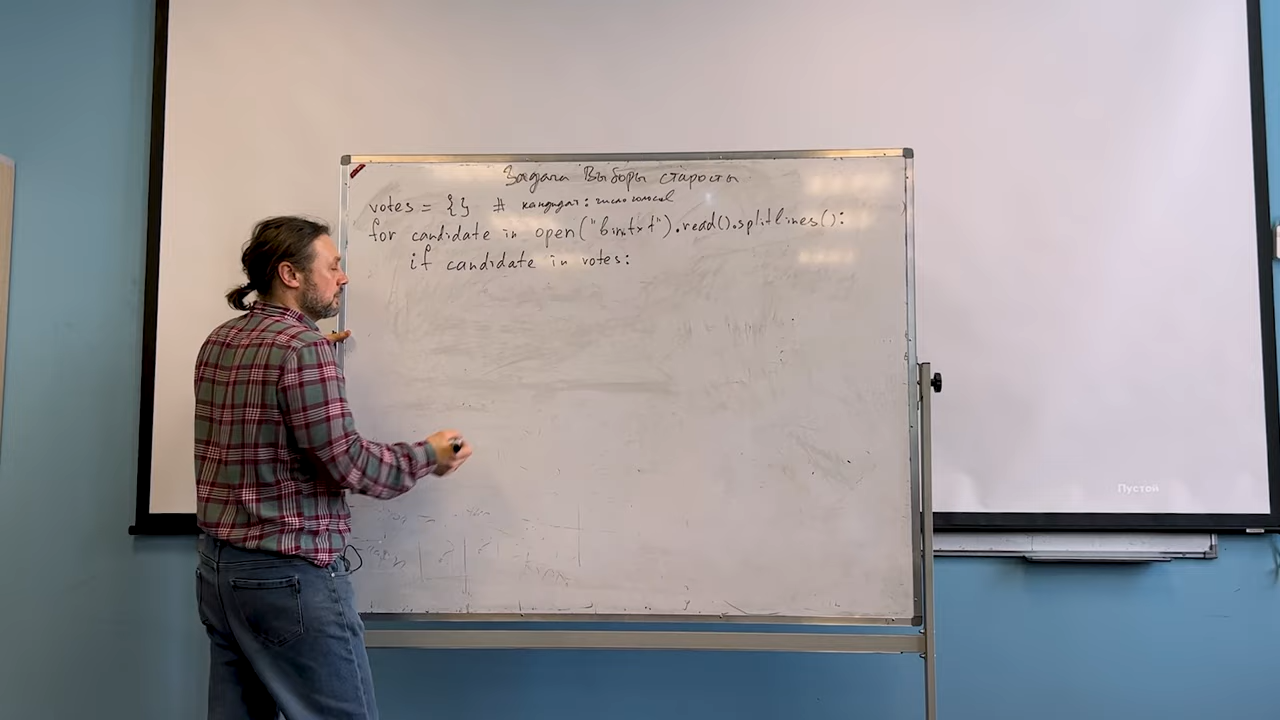 Задача Выборы старосты
votes = {} # кандидат : число голосов
for candidate in open("bin.txt").read().splitlines():
if candidate in votes:
Пустой